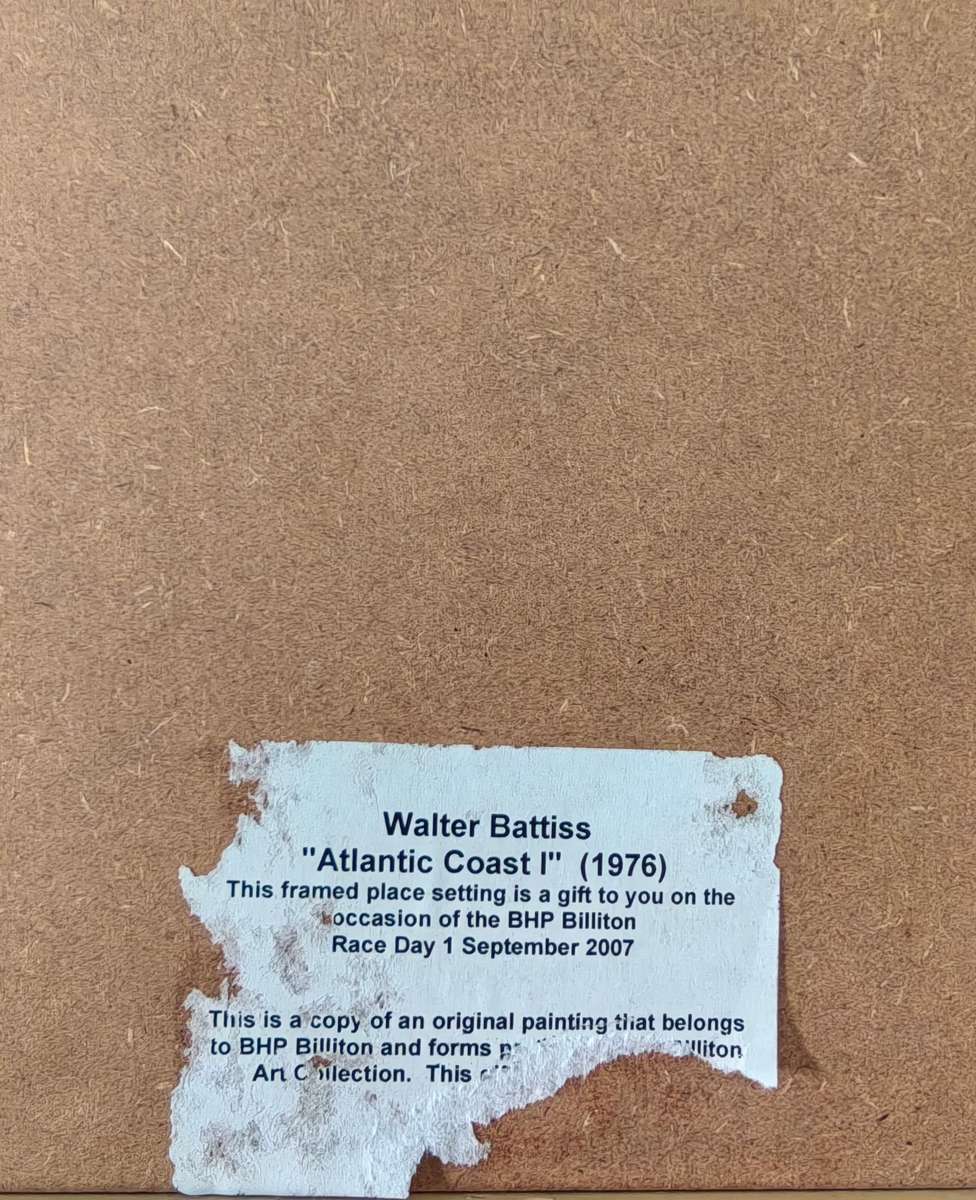 Walter Battiss
"Atlantic Coast I" (1976)
This framed place setting is a gift to you on the
occasion of the BHP Billiton
Race Day 1 September 2007
This is a copy of an original painting that belongs
to BHP Billiton and forms
Art Collection. This